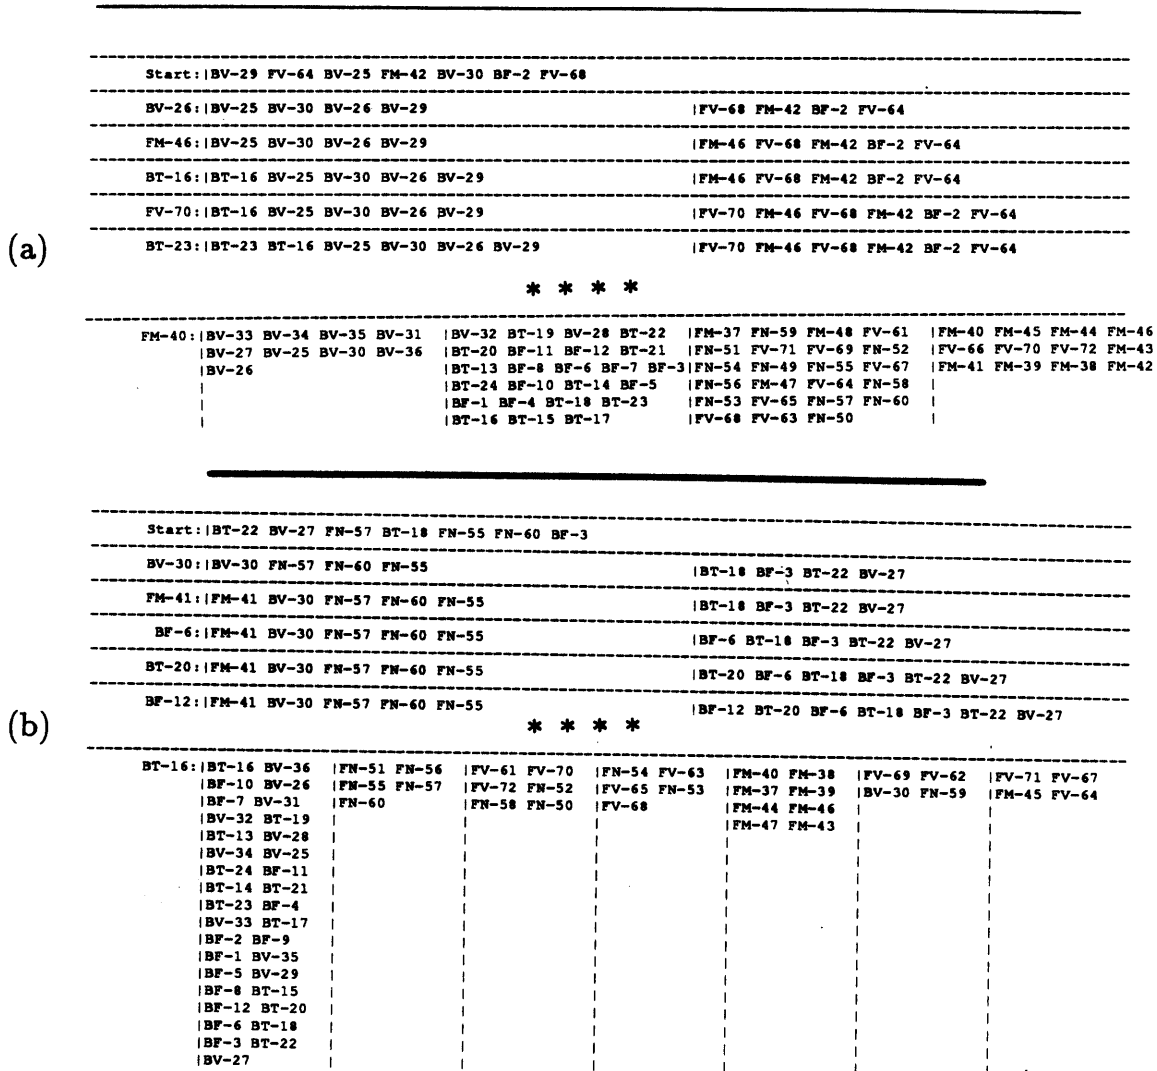 Start:|BV-29 FV-64 BV-25 FM-42 BV-30 BF-2 FV-68
BV-26:|BV-25 BV-30 BV-26 BV-29 |FV-68 FM-42 BF-2 FV-64
FM-46:|BV-25 BV-30 BV-26 BV-29 |FM-46 FV-68 FM-42 BF-2 FV-64
BT-16:|BT-16 BV-25 BV-30 BV-26 BV-29 |FM-46 FV-68 FM-42 BF-2 FV-64
FV-70:|BT-16 BV-25 BV-30 BV-26 BV-29 |FV-70 FM-46 FV-68 FM-42 BF-2 FV-64
(a)
BT-23:|BT-23 BT-16 BV-25 BV-30 BV-26 BV-29 |FV-70 FM-46 FV-68 FM-42 BF-2 FV-64
* * * *
FM-40:|BV-33 BV-34 BV-35 BV-31 |BV-32 BT-19 BV-28 BT-22 |FM-37 FN-59 FM-48 FV-61 |FM-40 FM-45 FM-44 FM-46
|BV-27 BV-25 BV-30 BV-36 |BT-20 BF-11 BF-12 BT-21 |FN-51 FV-71 FV-69 FN-52 |FV-66 FV-70 FV-72 FM-43
|BV-26 |BT-13 BF-8 BF-6 BF-7 BF-3|FN-54 FN-49 FN-55 FV-67 |FM-41 FM-39 FM-38 FM-42
| |BT-24 BF-10 BT-14 BF-5 |FN-56 FM-47 FV-64 FN-58 |
| |BF-1 BF-4 BT-18 BT-23 |FN-53 FV-65 FN-57 FN-60 |
| |BT-16 BT-15 BT-17 |FV-68 FV-63 FN-50 |
Start:|BT-22 BV-27 FN-57 BT-18 FN-55 FN-60 BF-3
BV-30:|BV-30 FN-57 FN-60 FN-55 |BT-18 BF-3 BT-22 BV-27
FM-41:|FM-41 BV-30 FN-57 FN-60 FN-55 |BT-18 BF-3 BT-22 BV-27
BF-6:|FM-41 BV-30 FN-57 FN-60 FN-55 |BF-6 BT-18 BF-3 BT-22 BV-27
BT-20:|FM-41 BV-30 FN-57 FN-60 FN-55 |BT-20 BF-6 BT-18 BF-3 BT-22 BV-27
BF-12:|FM-41 BV-30 FN-57 FN-60 FN-55 |BF-12 BT-20 BF-6 BT-18 BF-3 BT-22 BV-27
(b)
* * * *
BT-16:|BT-16 BV-36 |FN-51 FN-56 |FV-61 FV-70 |FN-54 FV-63 |FM-40 FM-38 |FV-69 FV-62 |FV-71 FV-67
|BF-10 BV-26 |FN-55 FN-57 |FV-72 FN-52 |FV-65 FN-53 |FM-37 FM-39 |BV-30 FN-59 |FM-45 FV-64
|BF-7 BV-31 |FN-60 |FN-58 FN-50 |FV-68 |FM-44 FM-46 | |
|BV-32 BT-19 | | | |FM-47 FM-43 | |
|BT-13 BV-28
|BV-34 BV-25
|BT-24 BF-11
|BT-14 BT-21
|BT-23 BF-4
|BV-33 BT-17
|BF-2 BF-9
|BF-1 BV-35
|BF-5 BV-29
|BF-8 BT-15
|BF-12 BT-20
|BF-6 BT-18
|BF-3 BT-22
|BV-27